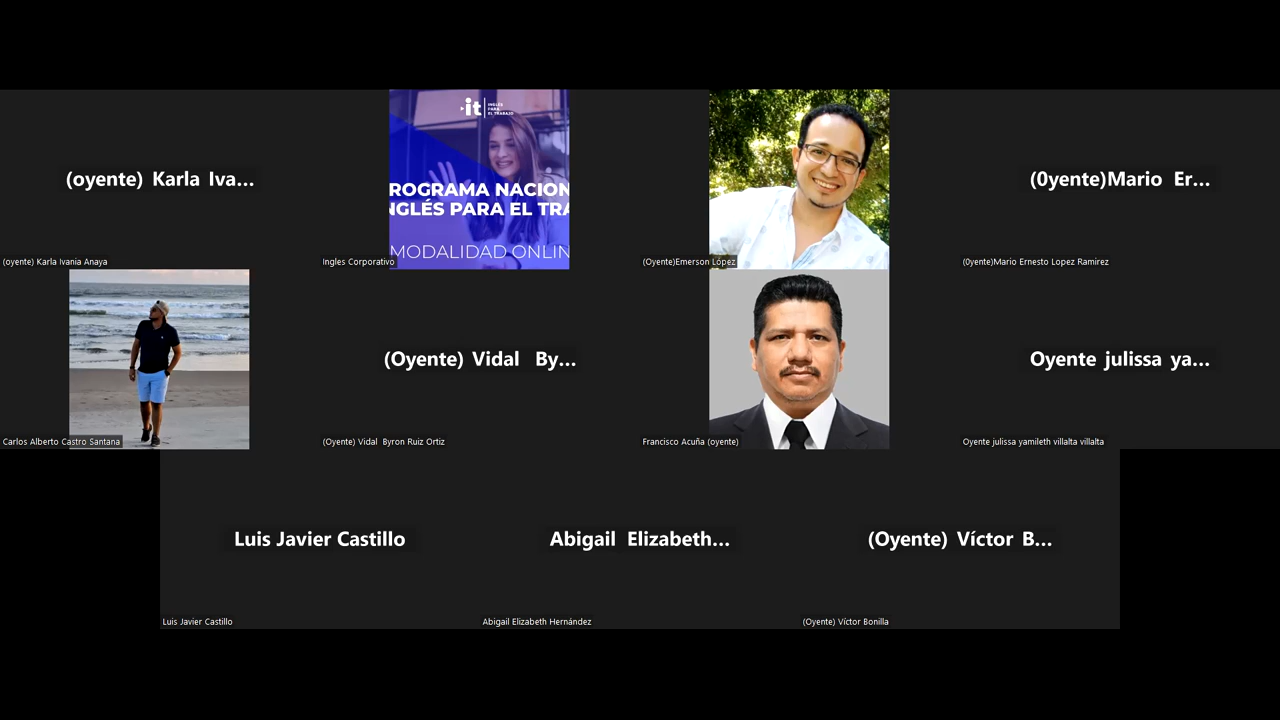 (oyente) Karla Iva...
(oyente) Karla Ivania Anaya
it
INGLÉS
PARA
EL TRABAJO
ROGRAMA NACION
NGLÉS PARA EL TRA
MODALIDAD ONLIN
Ingles Corporativo
(Oyente)Emerson López
(0yente)Mario Er...
(0yente)Mario Ernesto Lopez Ramirez
Carlos Alberto Castro Santana
(Oyente) Vidal By...
(Oyente) Vidal Byron Ruiz Ortiz
Francisco Acuña (oyente)
Oyente julissa ya...
Oyente julissa yamileth villalta villalta
Luis Javier Castillo
Luis Javier Castillo
Abigail Elizabeth...
Abigail Elizabeth Hernández
(Oyente) Víctor B...
(Oyente) Víctor Bonilla